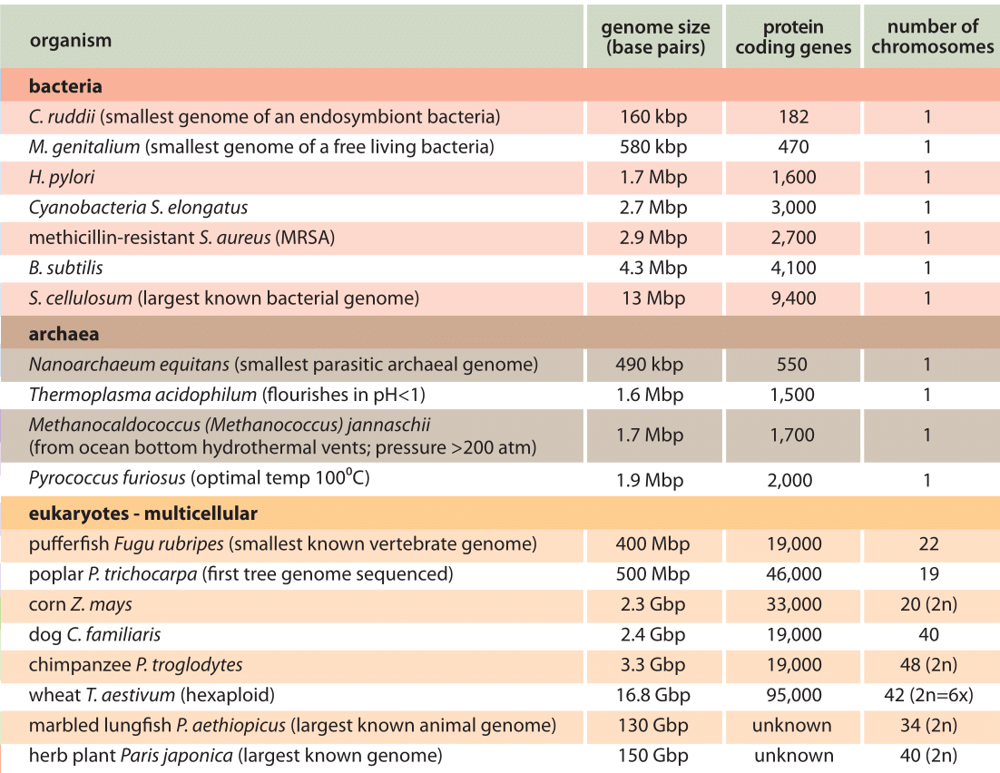 organism genome size (base pairs) protein coding genes number of chromosomes
bacteria
C. ruddii (smallest genome of an endosymbiont bacteria) 160 kbp 182 1
M. genitalium (smallest genome of a free living bacteria) 580 kbp 470 1
H. pylori 1.7 Mbp 1,600 1
Cyanobacteria S. elongatus 2.7 Mbp 3,000 1
methicillin-resistant S. aureus (MRSA) 2.9 Mbp 2,700 1
B. subtilis 4.3 Mbp 4,100 1
S. cellulosum (largest known bacterial genome) 13 Mbp 9,400 1
archaea
Nanoarchaeum equitans (smallest parasitic archaeal genome) 490 kbp 550 1
Thermoplasma acidophilum (flourishes in pH<1) 1.6 Mbp 1,500 1
Methanocaldococcus (Methanococcus) jannaschii
(from ocean bottom hydrothermal vents; pressure >200 atm) 1.7 Mbp 1,700 1
Pyrococcus furiosus (optimal temp 100⁰C) 1.9 Mbp 2,000 1
eukaryotes - multicellular
pufferfish Fugu rubripes (smallest known vertebrate genome) 400 Mbp 19,000 22
poplar P. trichocarpa (first tree genome sequenced) 500 Mbp 46,000 19
corn Z. mays 2.3 Gbp 33,000 20 (2n)
dog C. familiaris 2.4 Gbp 19,000 40
chimpanzee P. troglodytes 3.3 Gbp 19,000 48 (2n)
wheat T. aestivum (hexaploid) 16.8 Gbp 95,000 42 (2n=6x)
marbled lungfish P. aethiopicus (largest known animal genome) 130 Gbp unknown 34 (2n)
herb plant Paris japonica (largest known genome) 150 Gbp unknown 40 (2n)